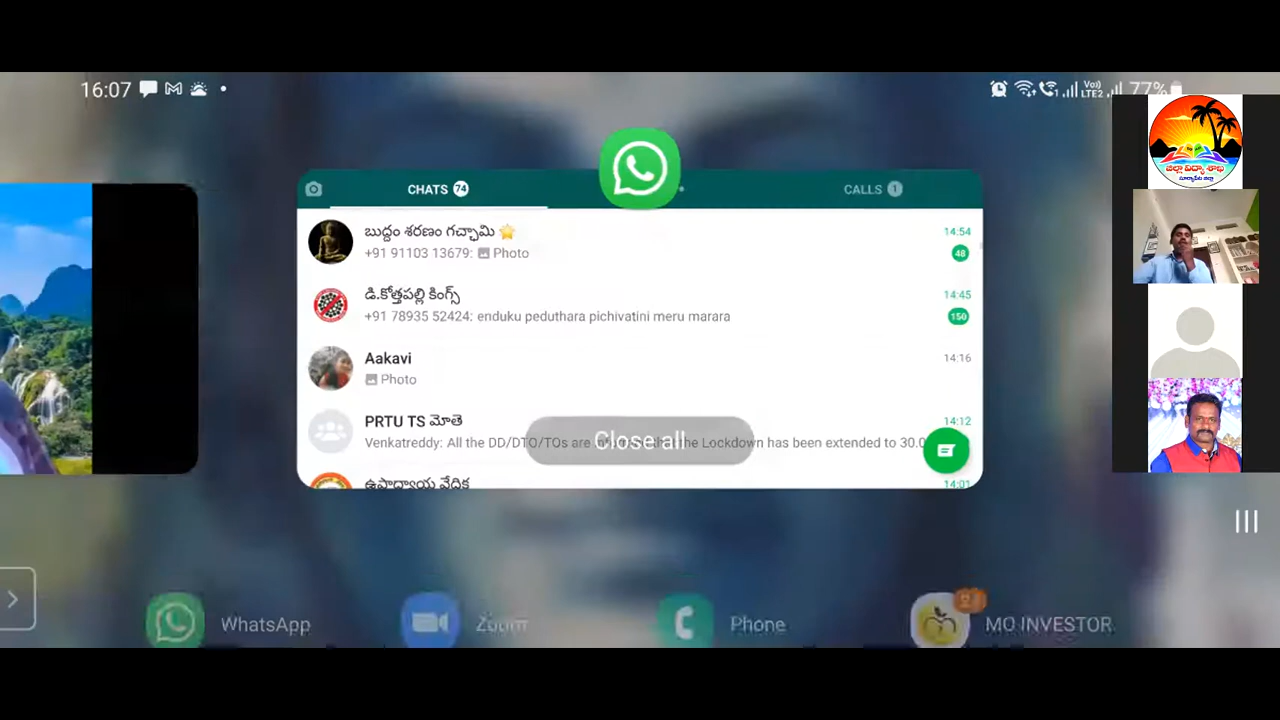 16:07
Vo)) LTE2 77%
CHATS 74
CALLS 1
బుద్ధం శరణం గచ్ఛామి
14:54
+91 91103 13679: Photo
48
డి.కోత్తపల్లి కింగ్స్
14:45
+91 78935 52424: enduku peduthara pichivatini meru marara
150
Aakavi
14:16
Photo
PRTU TS మోతె
14:12
Venkatreddy: All the DD/DTO/TOs are the Lockdown has been extended to 30.0
Close all
ఉపాధ్యాయ వేదిక
14:01
WhatsApp
Zoom
Phone
MO INVESTOR
జిల్లా విద్యా శాఖ
సూర్యాపేట జిల్లా